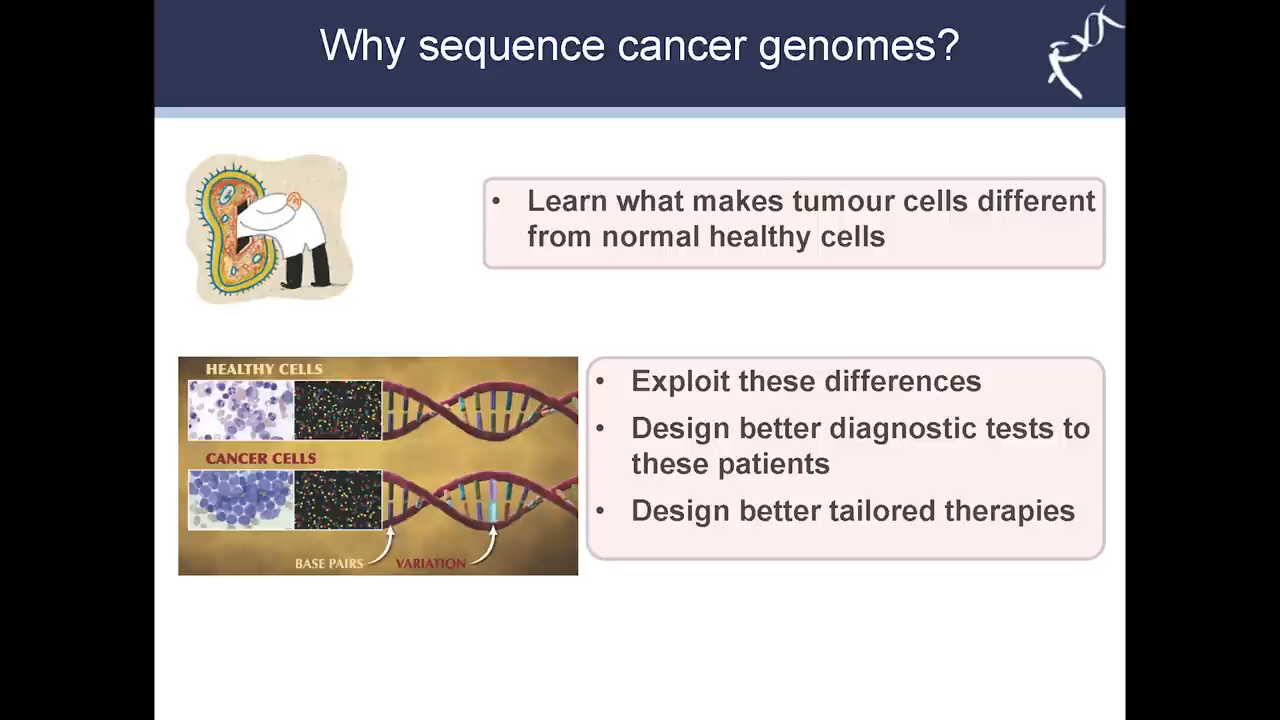 Why sequence cancer genomes?
• Learn what makes tumour cells different
from normal healthy cells
HEALTHY CELLS
CANCER CELLS
BASE PAIRS
VARIATION
• Exploit these differences
• Design better diagnostic tests to
these patients
• Design better tailored therapies